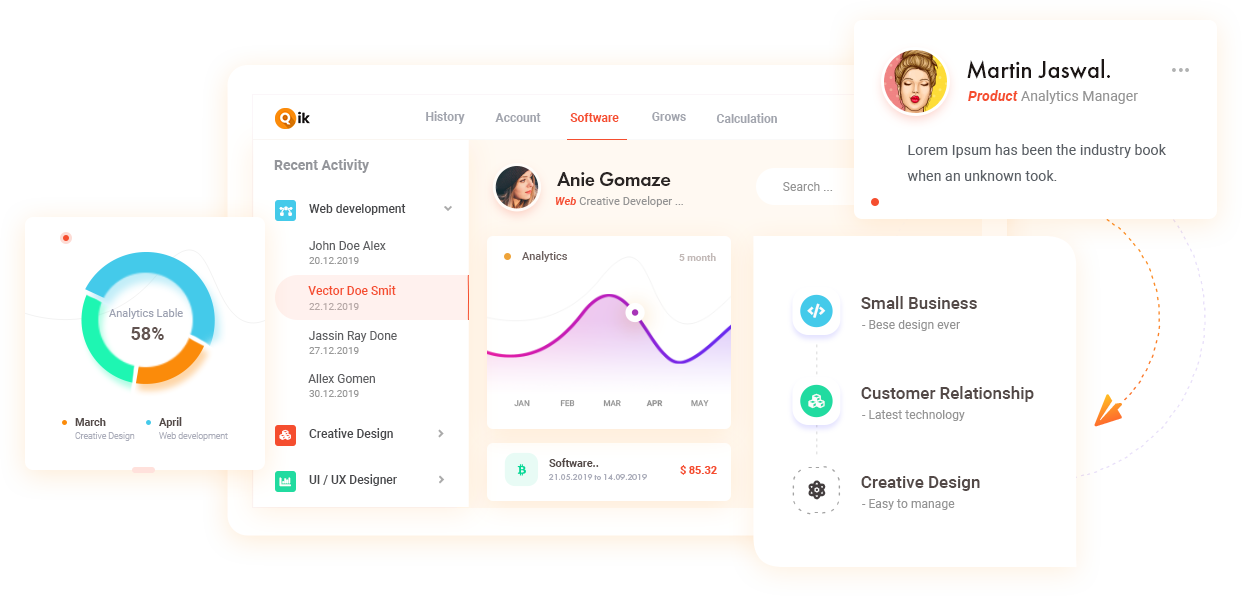 Martin Jaswal.
Product Analytics Manager
Lorem Ipsum has been the industry book
when an unknown took.
Qik
History
Account
Software
Grows
Calculation
Recent Activity
Web development
John Doe Alex
20.12.2019
Vector Doe Smit
22.12.2019
Jassin Ray Done
27.12.2019
Allex Gomen
30.12.2019
Creative Design
UI / UX Designer
Anie Gomaze
Web Creative Developer ...
Search ...
Analytics
5 month
JAN
FEB
MAR
APR
MAY
Software..
21.05.2019 to 14.09.2019
$ 85.32
Analytics Lable
58%
March
Creative Design
April
Web development
Small Business
- Bese design ever
Customer Relationship
- Latest technology
Creative Design
- Easy to manage